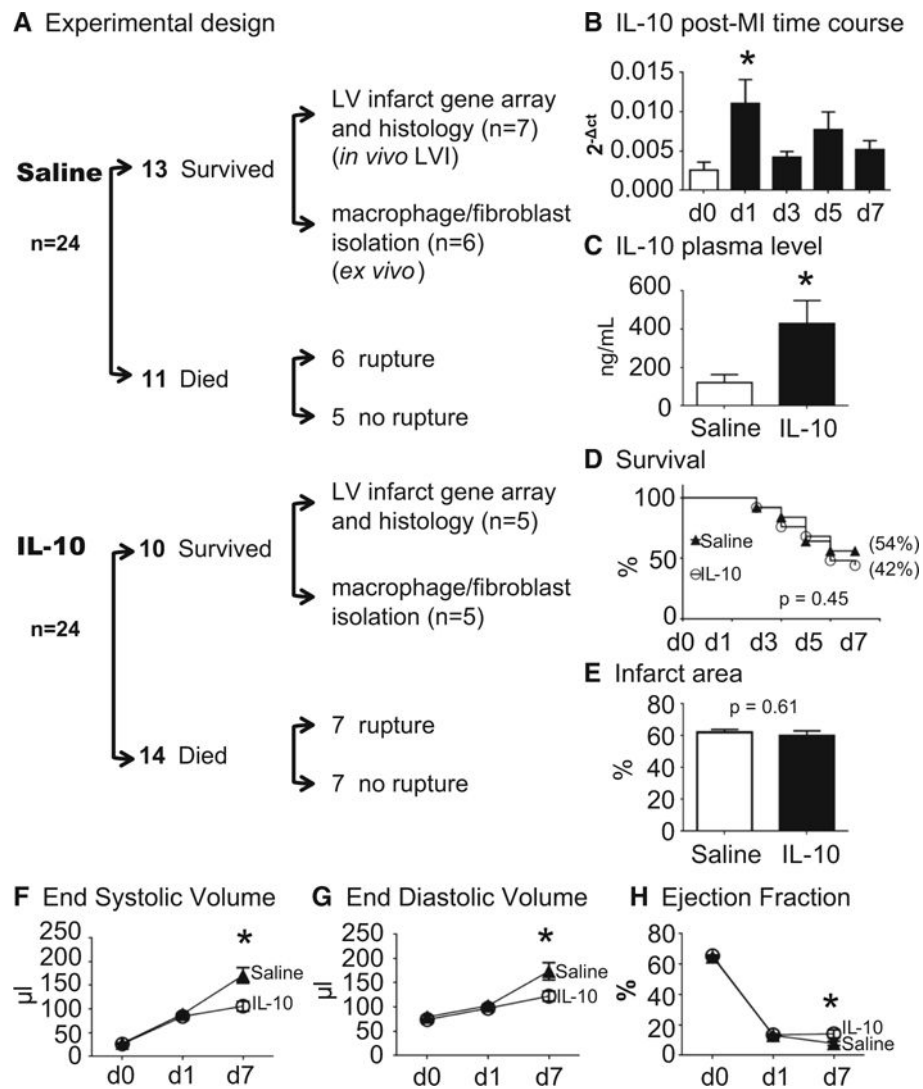 A Experimental design
Saline
n=24
13 Survived
LV infarct gene array
and histology (n=7)
(in vivo LVI)
macrophage/fibroblast
isolation (n=6)
(ex vivo)
11 Died
6 rupture
5 no rupture
IL-10
n=24
10 Survived
LV infarct gene array
and histology (n=5)
macrophage/fibroblast
isolation (n=5)
14 Died
7 rupture
7 no rupture
B IL-10 post-MI time course
2-Δct
0.015
0.010
0.005
0.000
*
d0 d1 d3 d5 d7
C IL-10 plasma level
ng/mL
600
400
200
0
*
Saline IL-10
D Survival
%
100
50
0
Saline
IL-10
(54%)
(42%)
p = 0.45
d0 d1 d3 d5 d7
E Infarct area
p = 0.61
%
80
60
40
20
0
Saline IL-10
F End Systolic Volume
µl
250
200
150
100
50
0
*
Saline
IL-10
d0 d1 d7
G End Diastolic Volume
µl
250
200
150
100
50
0
*
Saline
IL-10
d0 d1 d7
H Ejection Fraction
%
80
60
40
20
0
*
IL-10
Saline
d0 d1 d7